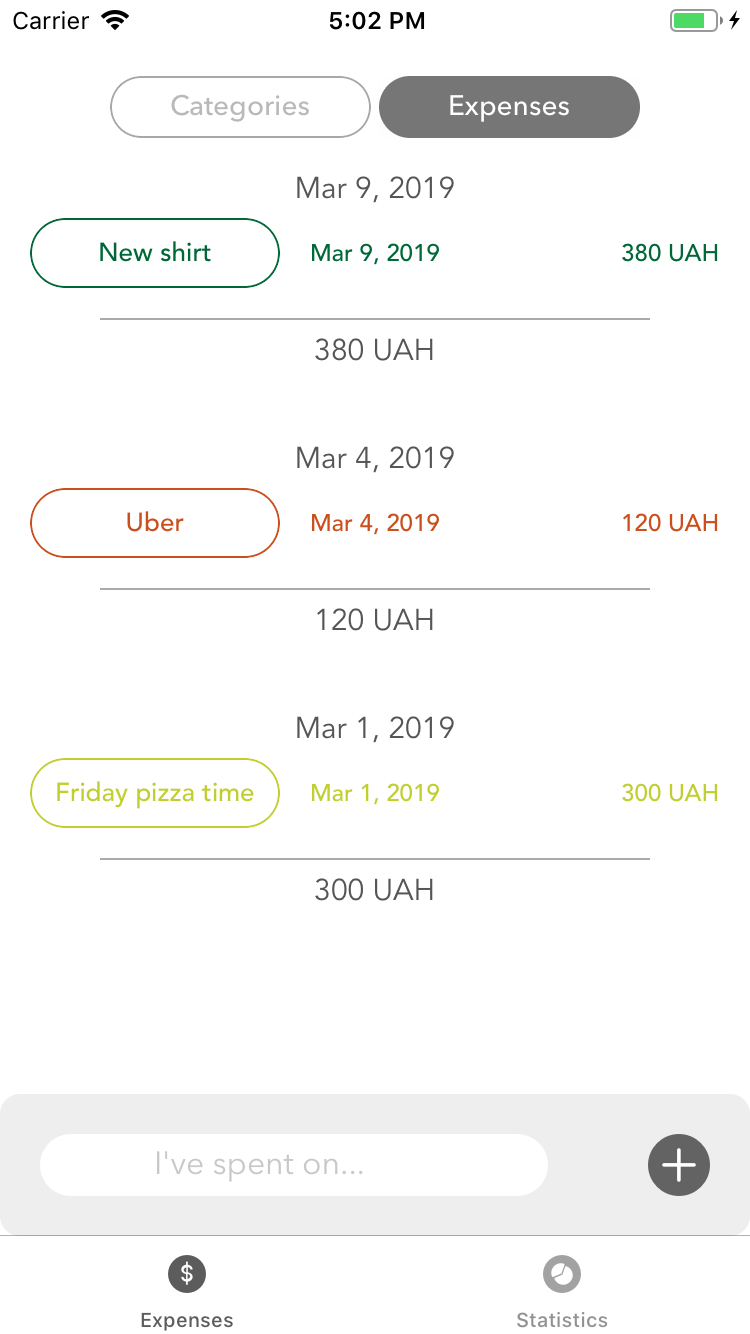 Carrier 5:02 PM
Categories Expenses
Mar 9, 2019
New shirt Mar 9, 2019 380 UAH
380 UAH
Mar 4, 2019
Uber Mar 4, 2019 120 UAH
120 UAH
Mar 1, 2019
Friday pizza time Mar 1, 2019 300 UAH
300 UAH
I've spent on...
$
Expenses Statistics